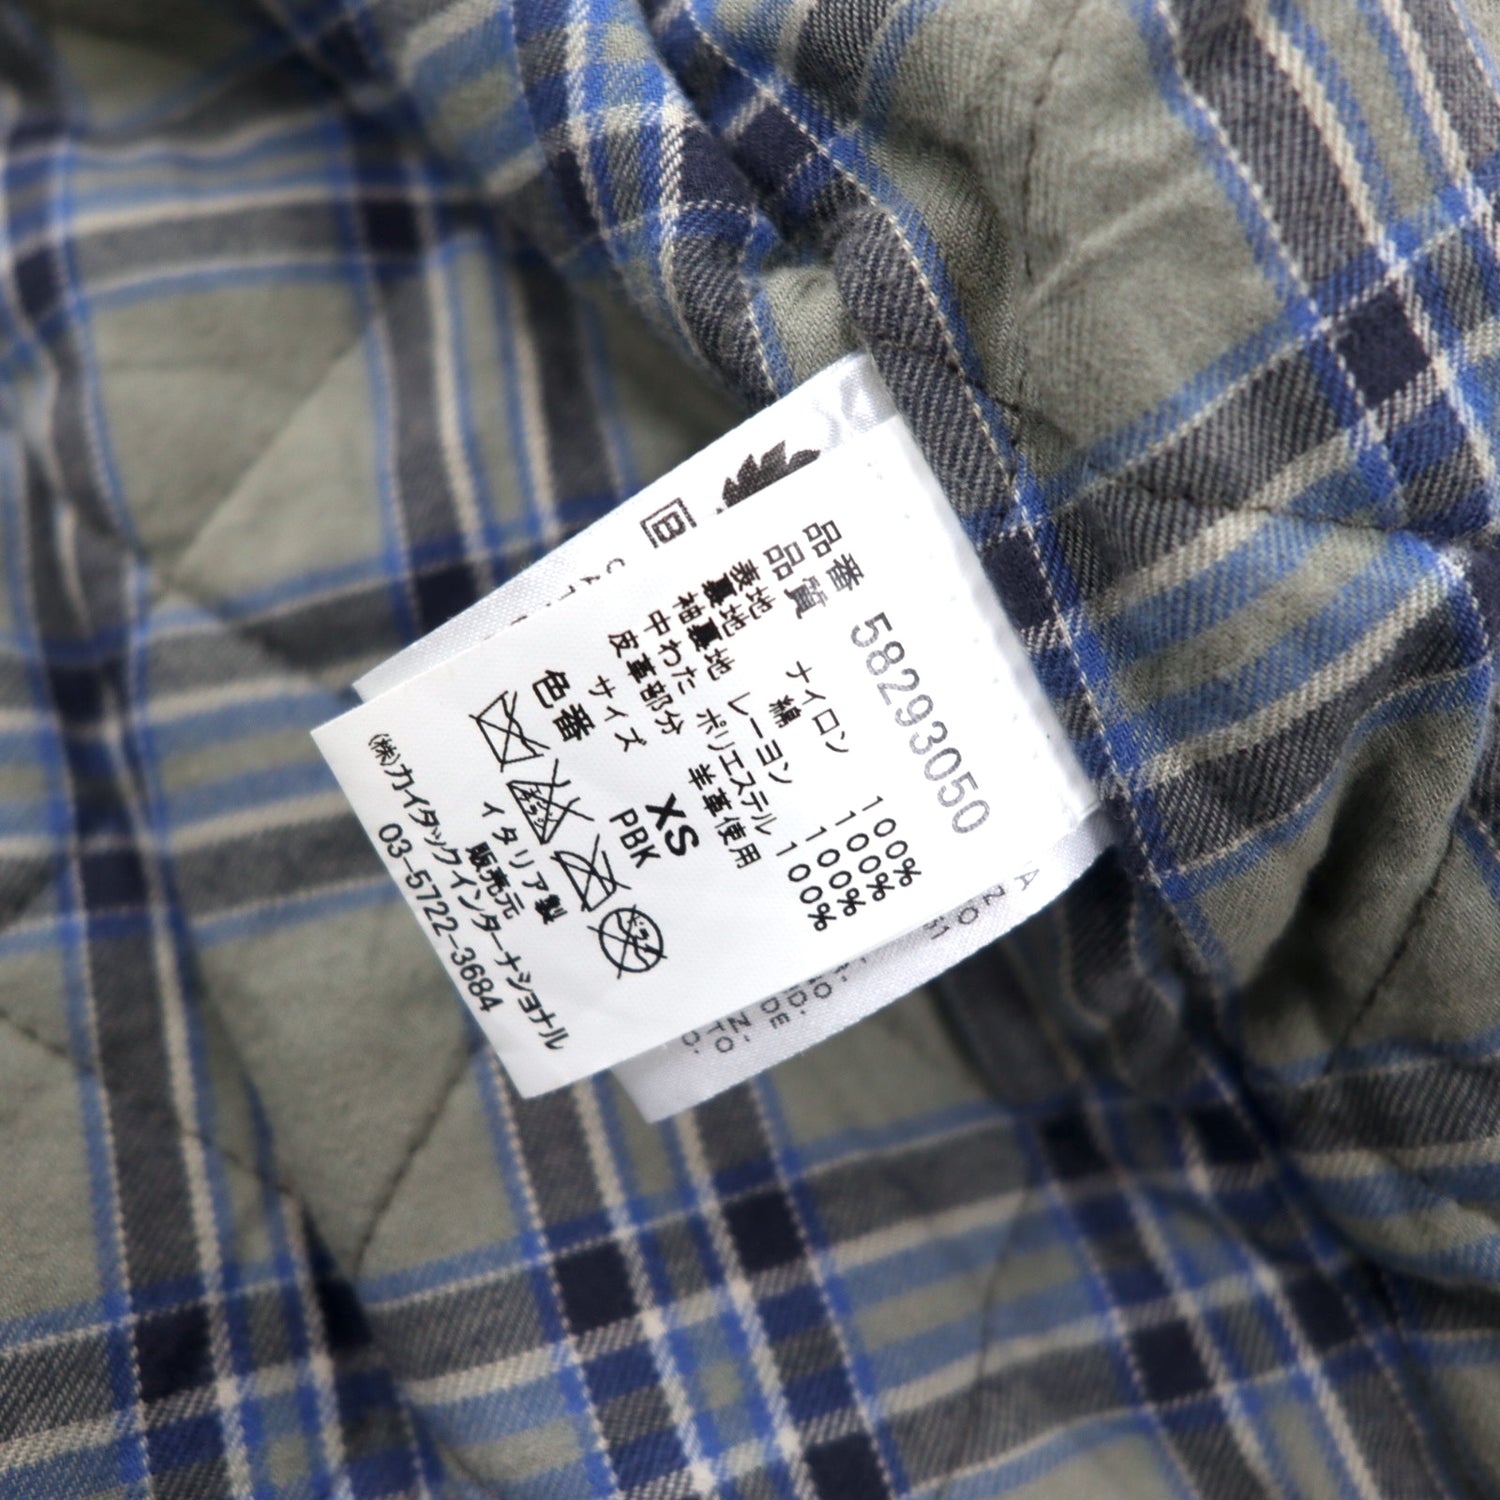 品番 58293050
品質
表地 ナイロン 100%
裏地 綿 100%
袖裏地 レーヨン 100%
中わた ポリエステル 100%
皮革部分 羊革使用
サイズ XS
色番 PBK
イタリア製
販売元
(株)カイタックインターナショナル
03-5722-3684